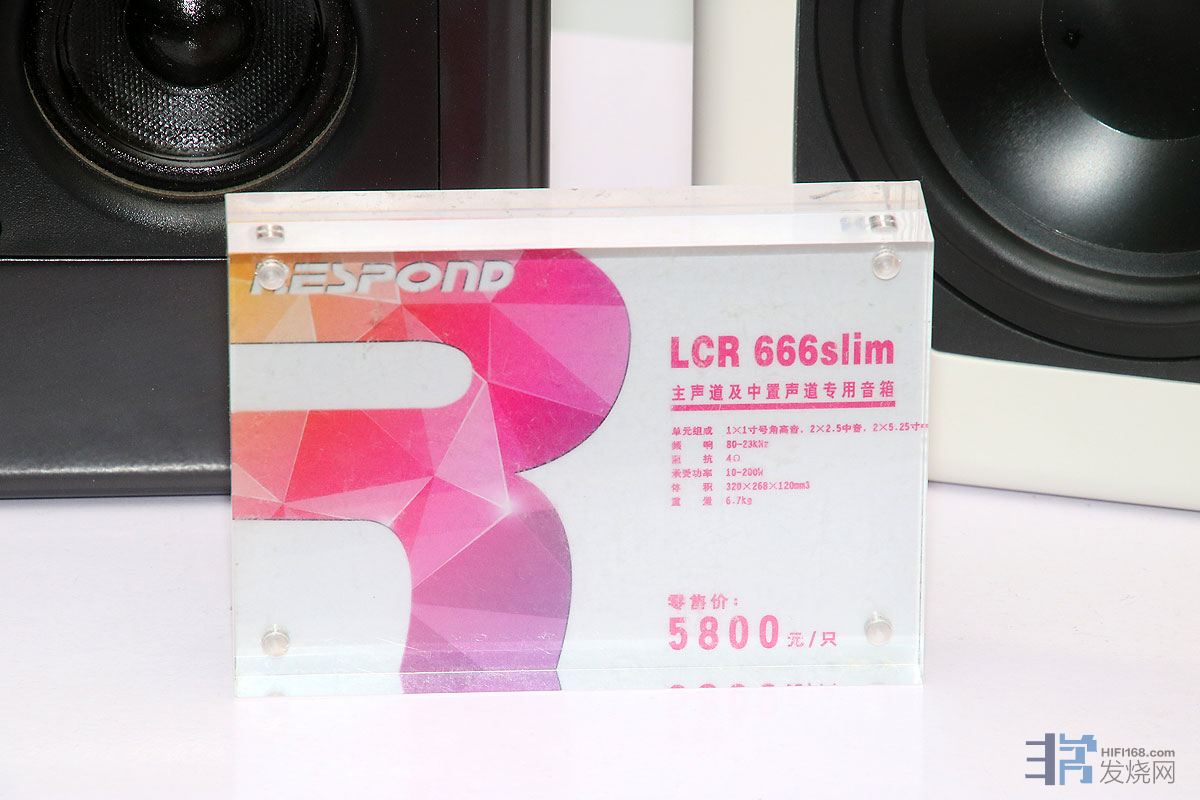 RESPOND
LCR 666slim
主声道及中置声道专用音箱
单元组成 1×1寸号角高音, 2×2.5中音, 2×5.25寸
频 响 80-23kHz
阻 抗 4Ω
承受功率 10-200W
体 积 320×268×120mm3
重 量 6.7kg
零售价:
5800元/只
HIFI168.com
发烧网